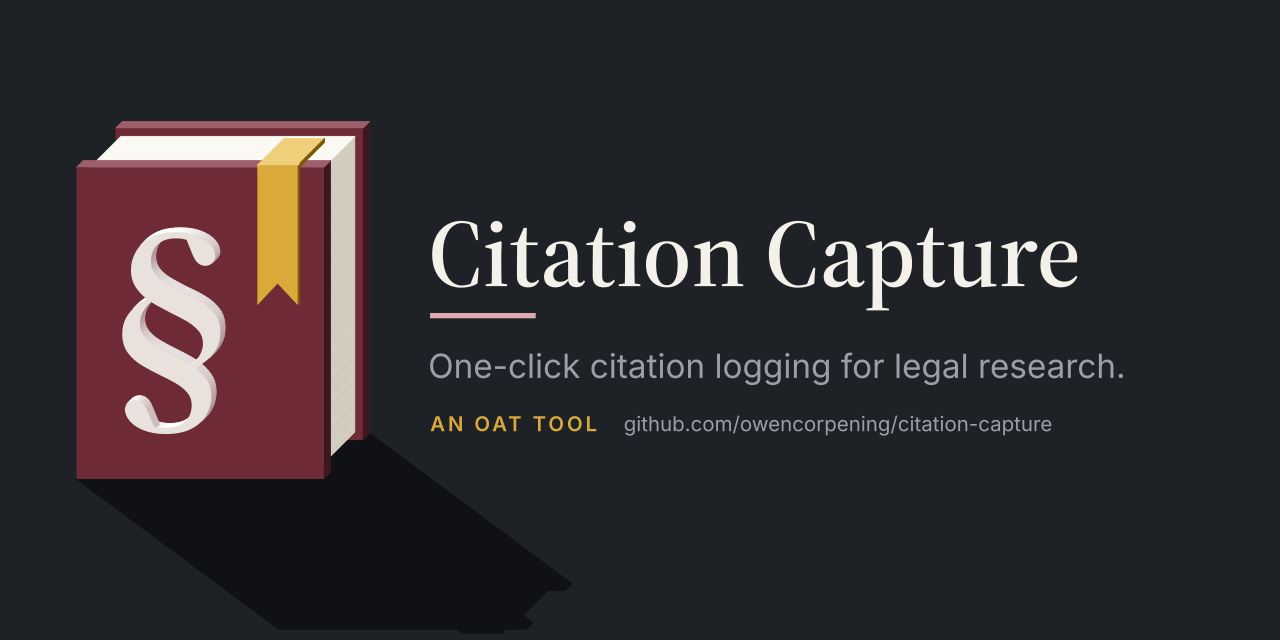 §
Citation Capture
One-click citation logging for legal research.
AN OAT TOOL github.com/owencorpening/citation-capture